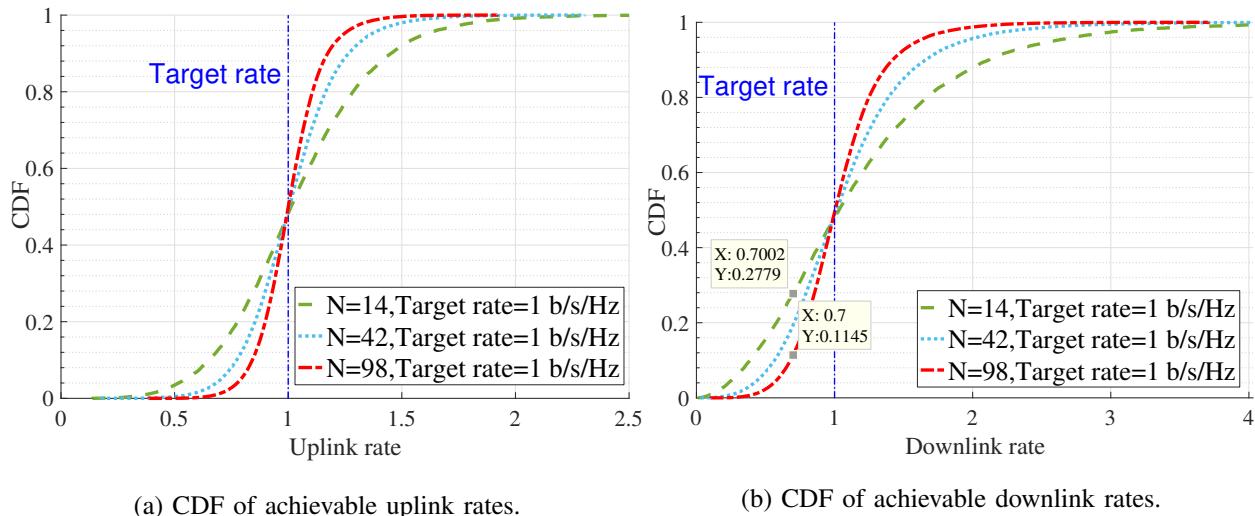 1
0.8
0.6
0.4
0.2
0
CDF
Target rate
N=14,Target rate=1 b/s/Hz
N=42,Target rate=1 b/s/Hz
N=98,Target rate=1 b/s/Hz
0 0.5 1 1.5 2 2.5
Uplink rate
(a) CDF of achievable uplink rates.
1
0.8
0.6
0.4
0.2
0
CDF
Target rate
X: 0.7002
Y:0.2779
X: 0.7
Y:0.1145
N=14,Target rate=1 b/s/Hz
N=42,Target rate=1 b/s/Hz
N=98,Target rate=1 b/s/Hz
0 1 2 3 4
Downlink rate
(b) CDF of achievable downlink rates.